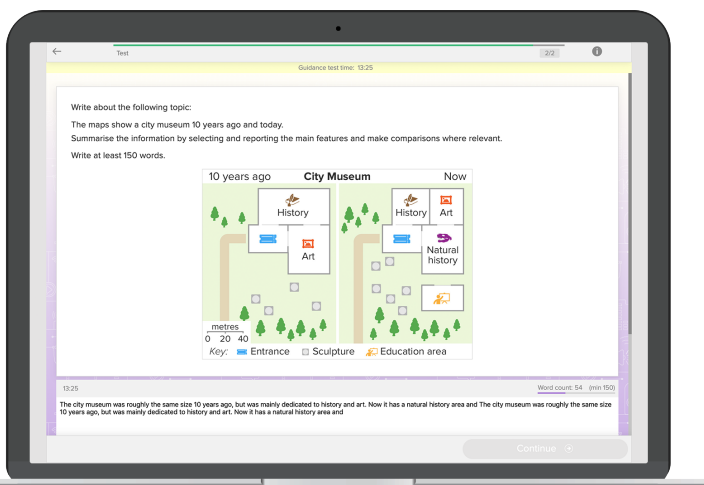 Test
2/2
Guidance test time: 13:25
Write about the following topic:
The maps show a city museum 10 years ago and today.
Summarise the information by selecting and reporting the main features and make comparisons where relevant.
Write at least 150 words.
10 years ago City Museum Now
History
Art
History
Art
Natural
history
metres
0 20 40
Key: Entrance Sculpture Education area
13:25
Word count: 54 (min 150)
The city museum was roughly the same size 10 years ago, but was mainly dedicated to history and art. Now it has a natural history area and The city museum was roughly the same size
10 years ago, but was mainly dedicated to history and art. Now it has a natural history area and
Continue